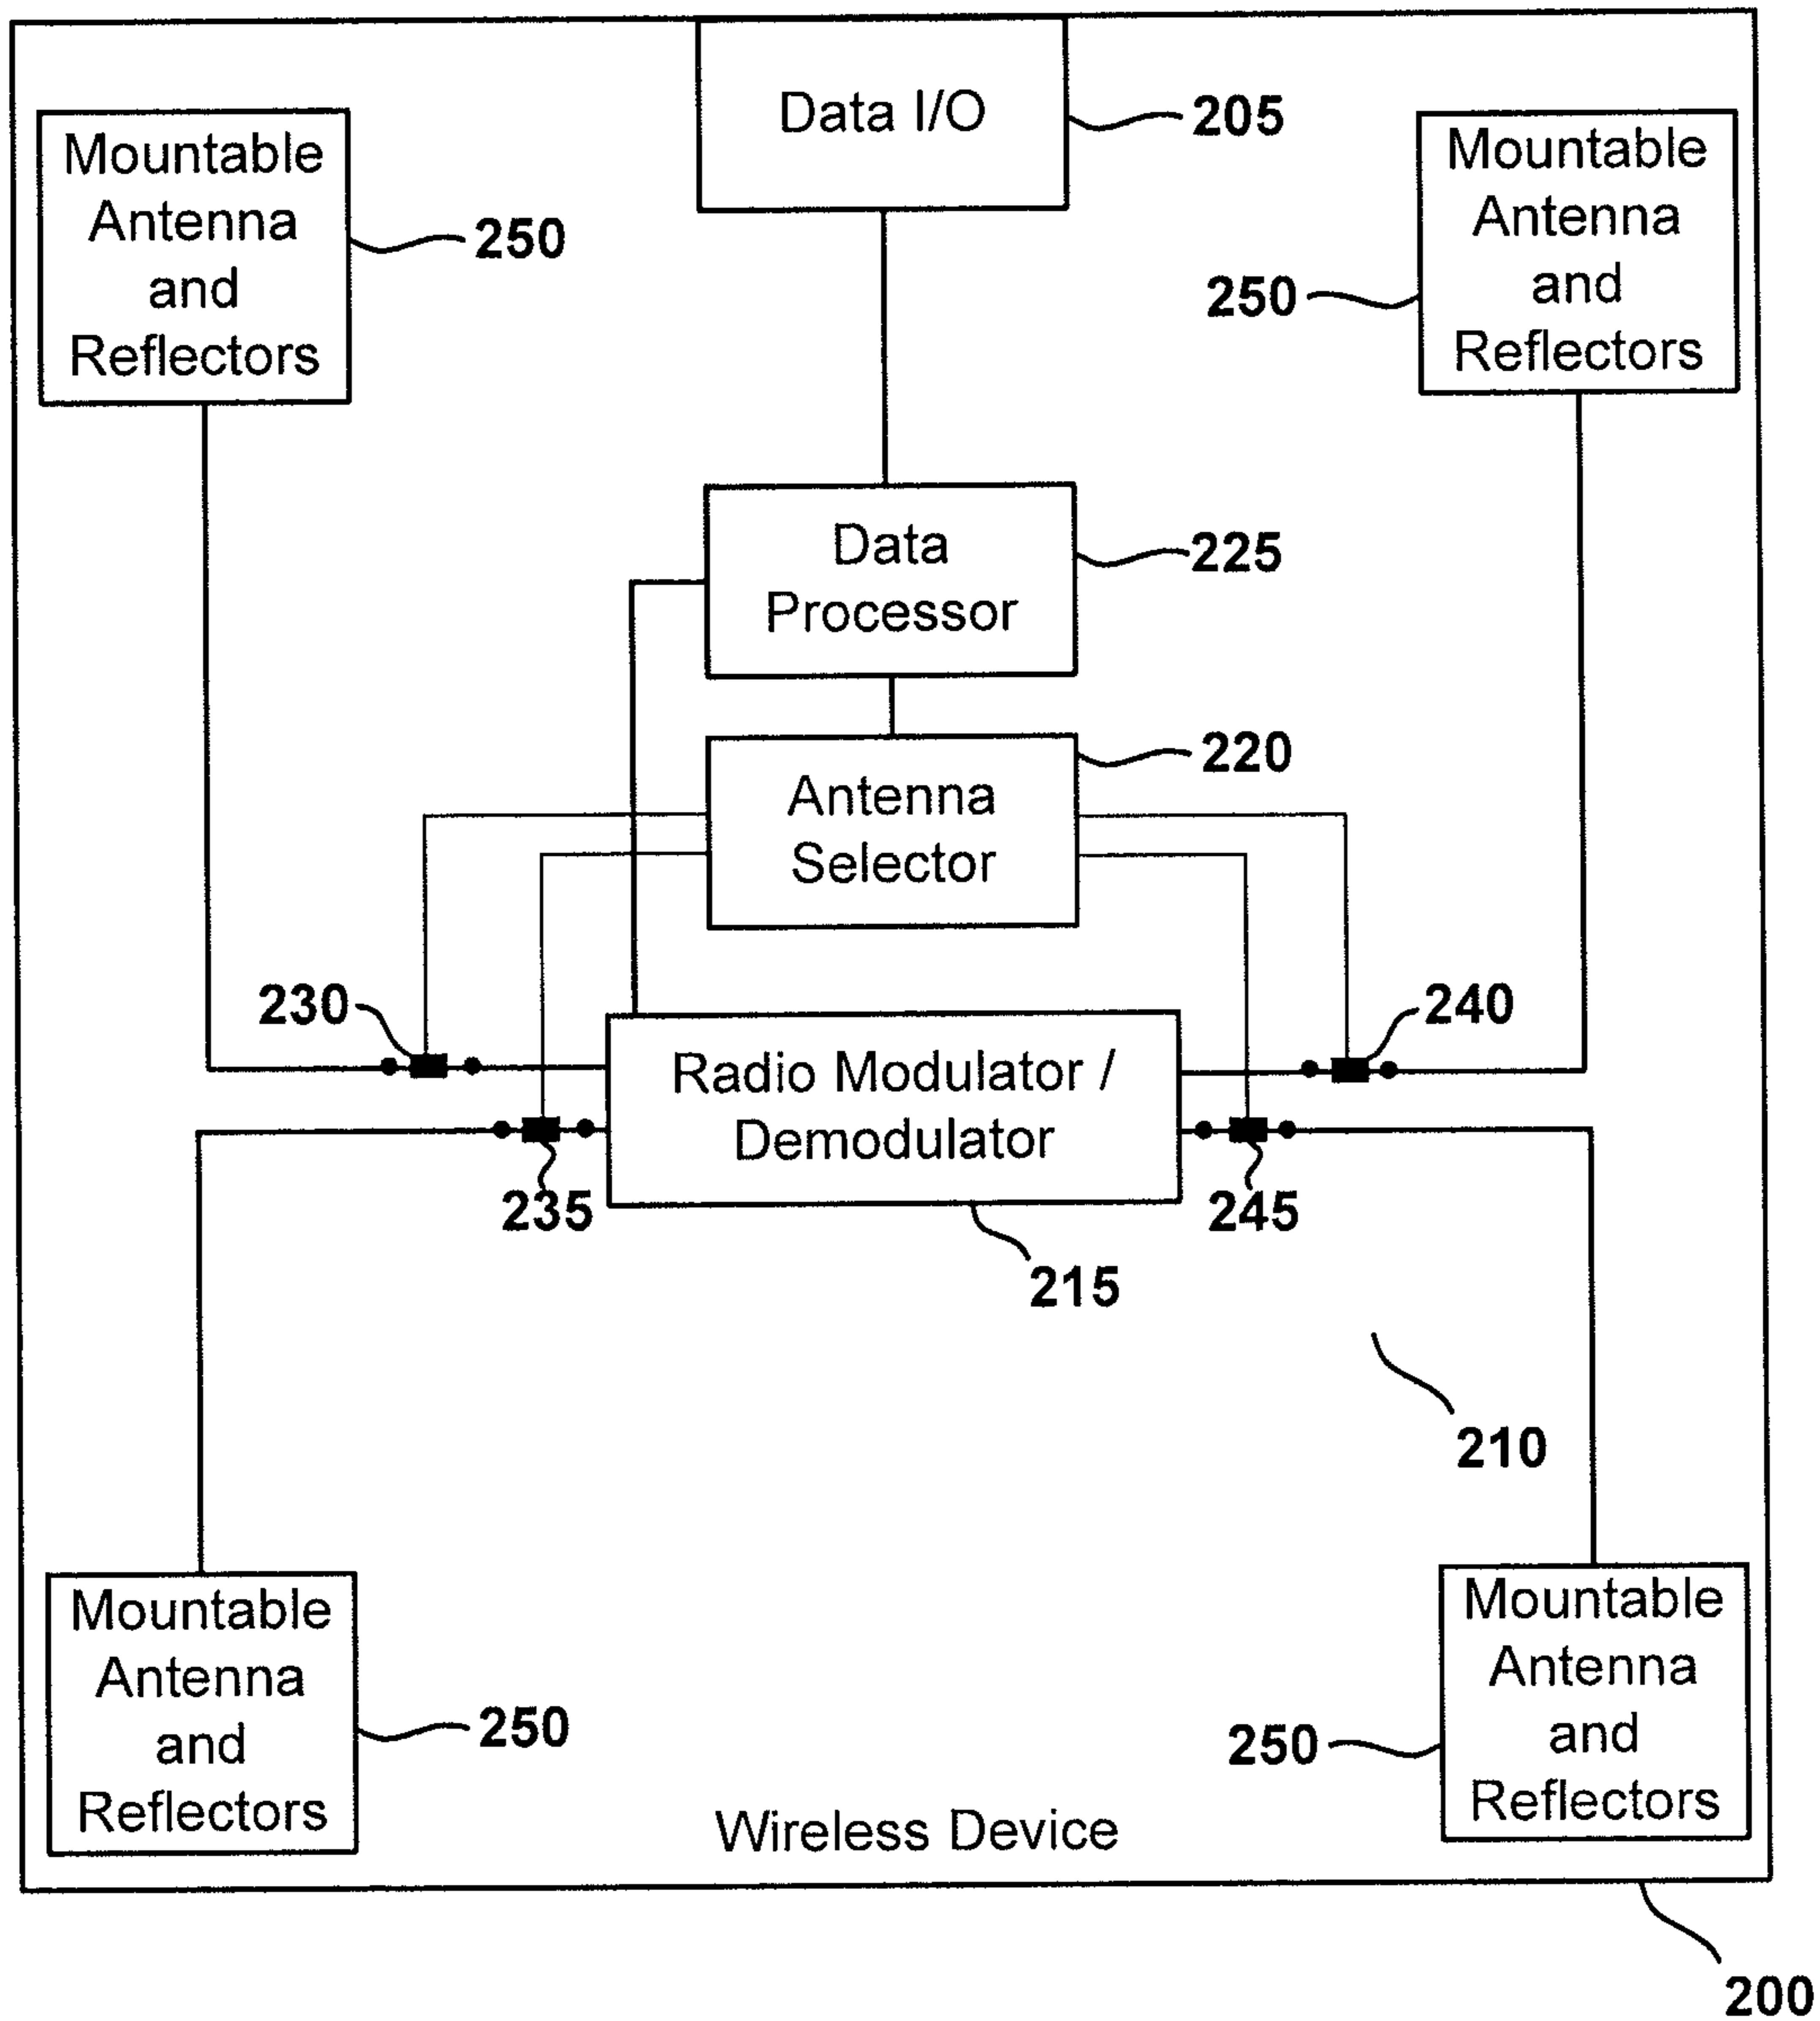 Data I/O
205
Mountable
Antenna
and
Reflectors
250
Mountable
Antenna
and
Reflectors
250
Data
Processor
225
Antenna
Selector
220
230
240
Radio Modulator /
Demodulator
235
245
215
210
Mountable
Antenna
and
Reflectors
250
Mountable
Antenna
and
Reflectors
250
Wireless Device
200